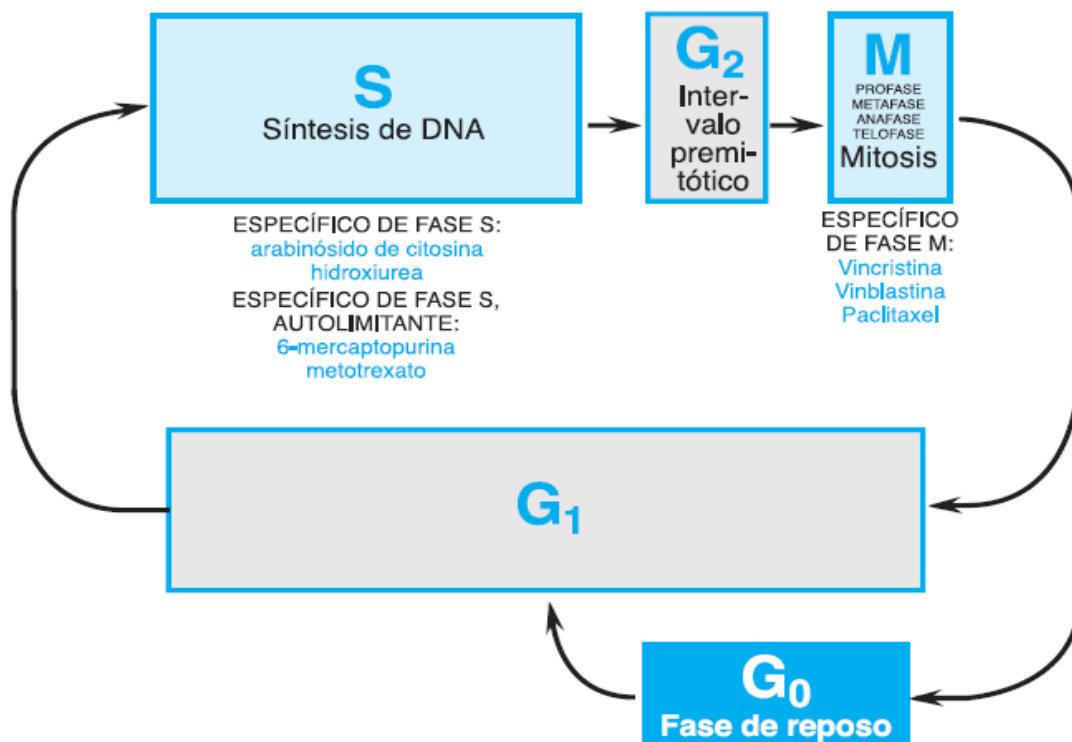 S
Síntesis de DNA
ESPECÍFICO DE FASE S:
arabinósido de citosina
hidroxiurea
ESPECÍFICO DE FASE S,
AUTOLIMITANTE:
6-mercaptopurina
metotrexato
G₂
Inter-
valo
premi-
tótico
M
PROFASE
METAFASE
ANAFASE
TELOFASE
Mitosis
ESPECÍFICO
DE FASE M:
Vincristina
Vinblastina
Paclitaxel
G₁
G₀
Fase de reposo